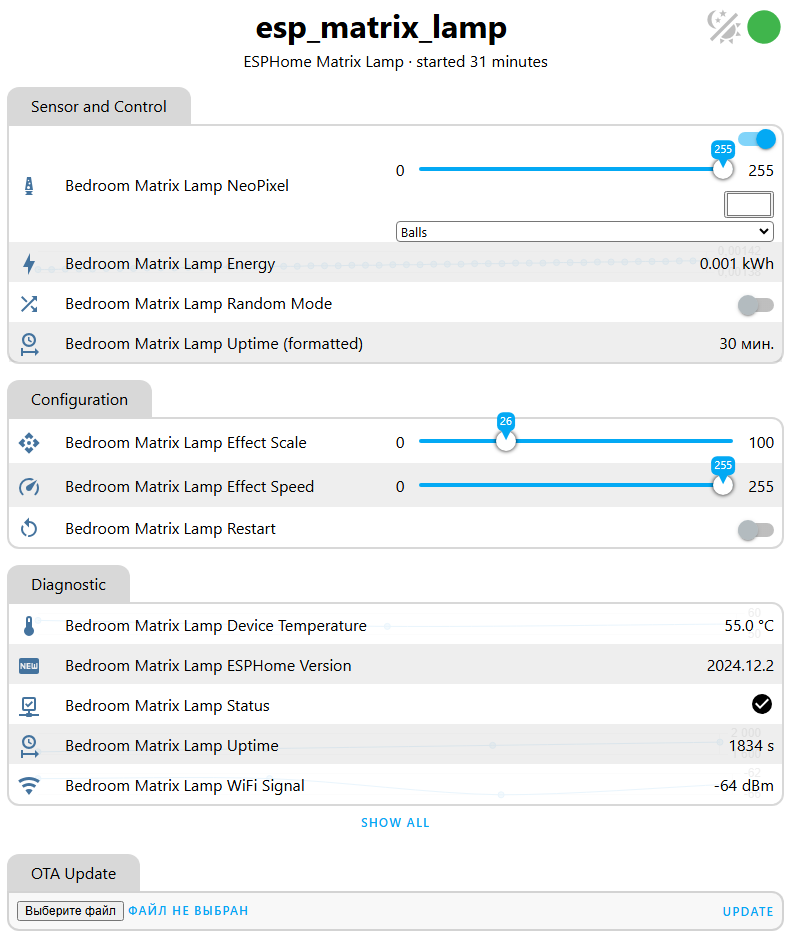 esp_matrix_lamp
ESPHome Matrix Lamp · started 31 minutes
Sensor and Control
255
Bedroom Matrix Lamp NeoPixel 0 255
Balls
Bedroom Matrix Lamp Energy 0.001 kWh
Bedroom Matrix Lamp Random Mode
Bedroom Matrix Lamp Uptime (formatted) 30 мин.
Configuration
26
Bedroom Matrix Lamp Effect Scale 0 100
255
Bedroom Matrix Lamp Effect Speed 0 255
Bedroom Matrix Lamp Restart
Diagnostic
Bedroom Matrix Lamp Device Temperature 55.0 °C
NEW Bedroom Matrix Lamp ESPHome Version 2024.12.2
Bedroom Matrix Lamp Status
Bedroom Matrix Lamp Uptime 1834 s
Bedroom Matrix Lamp WiFi Signal -64 dBm
SHOW ALL
OTA Update
Выберите файл ФАЙЛ НЕ ВЫБРАН UPDATE